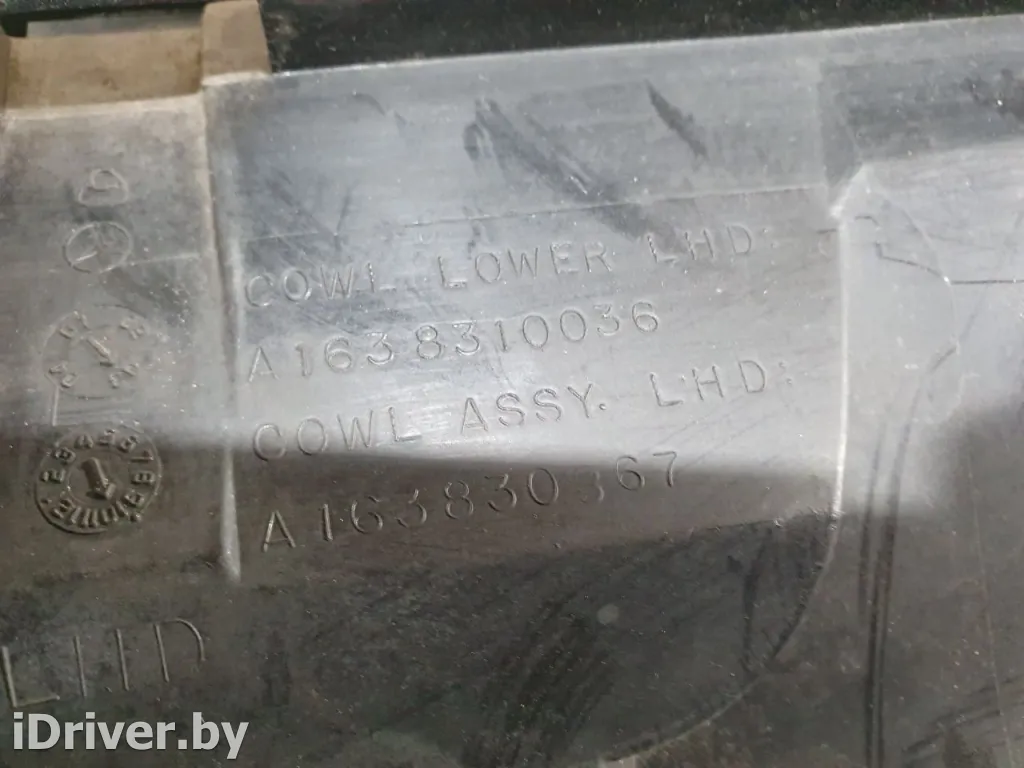 COWL LOWER LHD:
A1638310036
COWL ASSY. LHD:
A163830367
LHD
iDriver.by